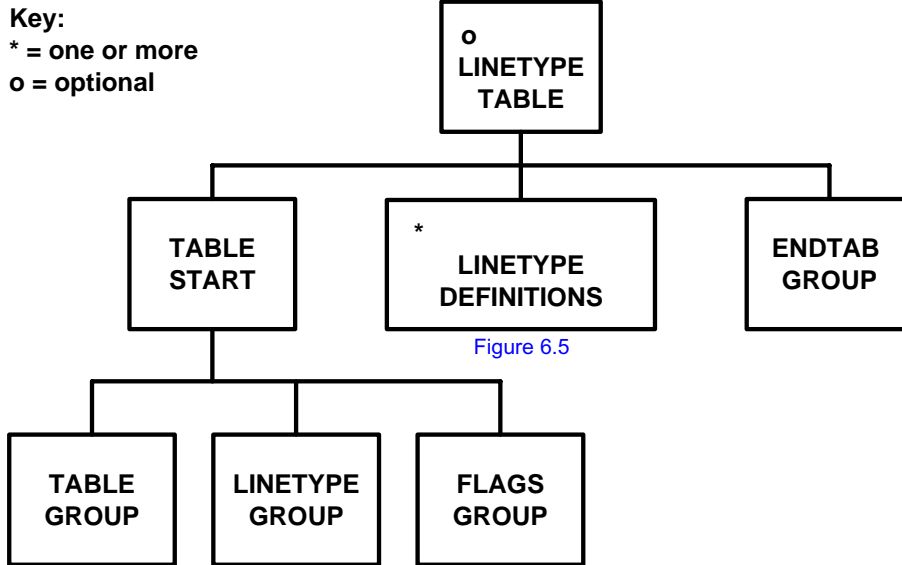 Key:
* = one or more
o = optional
o
LINETYPE
TABLE
TABLE
START
*
LINETYPE
DEFINITIONS
ENDTAB
GROUP
Figure 6.5
TABLE
GROUP
LINETYPE
GROUP
FLAGS
GROUP